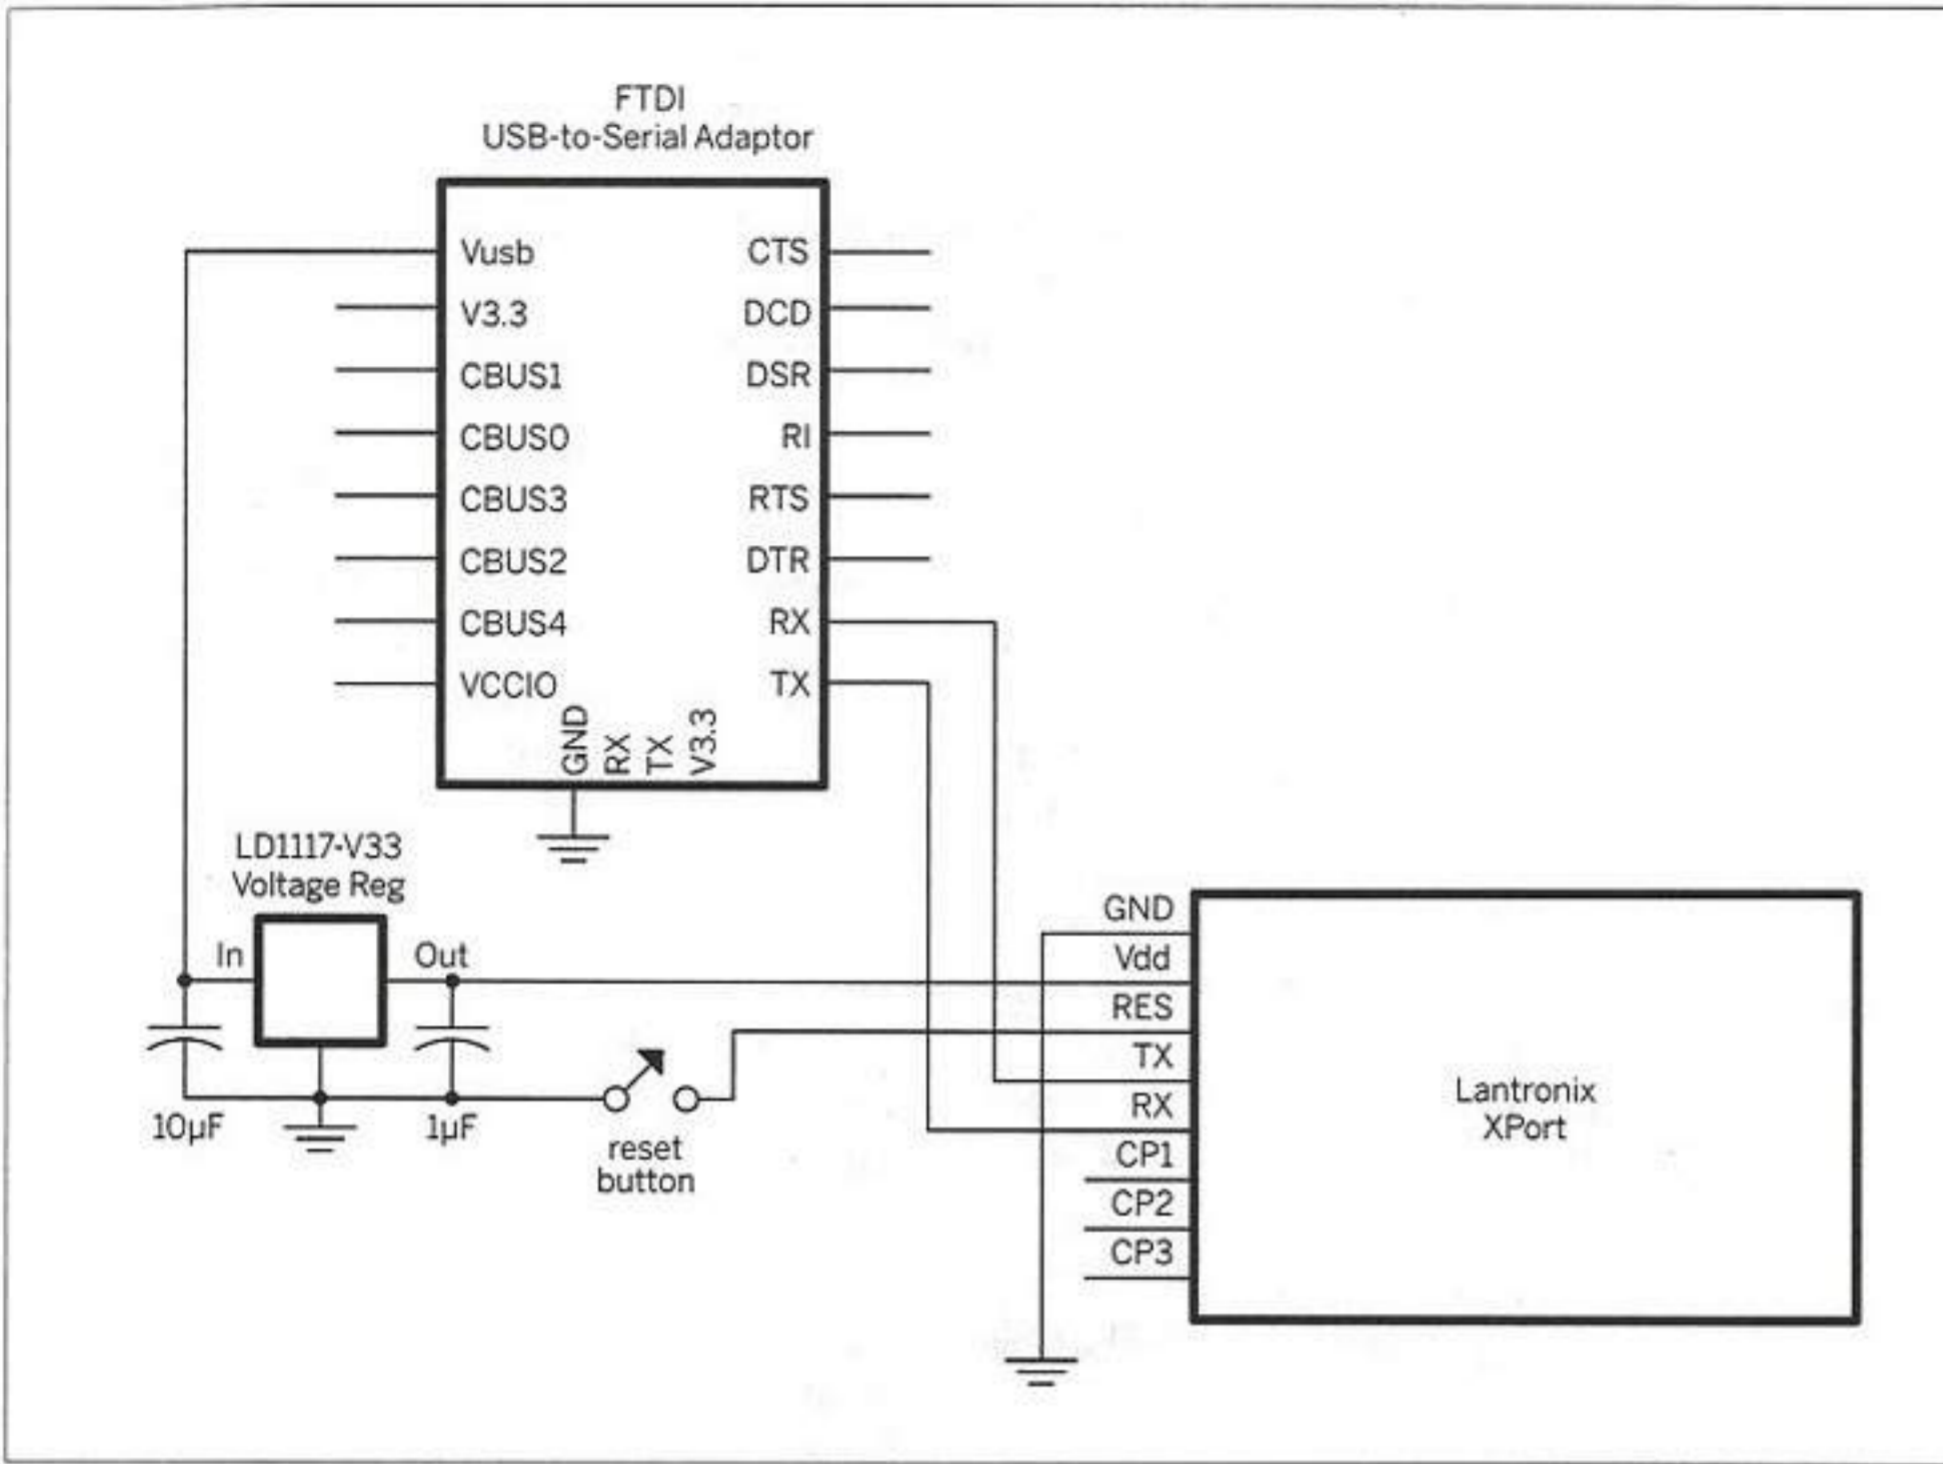 FTDI
USB-to-Serial Adaptor
Vusb
V3.3
CBUS1
CBUS0
CBUS3
CBUS2
CBUS4
VCCIO
CTS
DCD
DSR
RI
RTS
DTR
RX
TX
GND
RX
TX
V3.3
LD1117-V33
Voltage Reg
In
Out
10µF
1µF
reset
button
GND
Vdd
RES
TX
RX
CP1
CP2
CP3
Lantronix
XPort